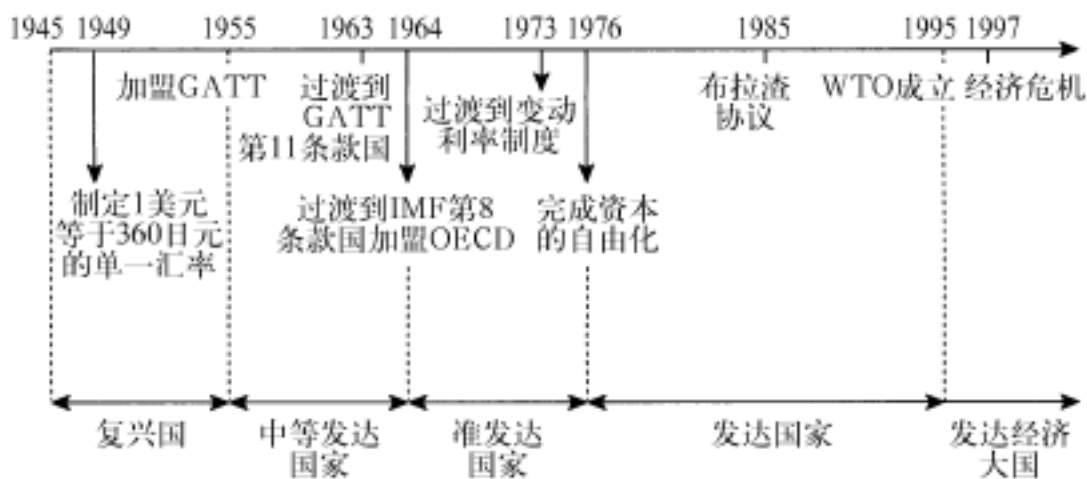 1945 1949 1955 1963 1964 1973 1976 1985 1995 1997
加盟GATT
过渡到
GATT
第11条款国
过渡到变动
利率制度
布拉渣
协议
WTO成立
经济危机
制定1美元
等于360日元
的单一汇率
过渡到IMF第8
条款国加盟OECD
完成资本
的自由化
复兴国
中等发达
国家
准发达
国家
发达国家
发达经济
大国